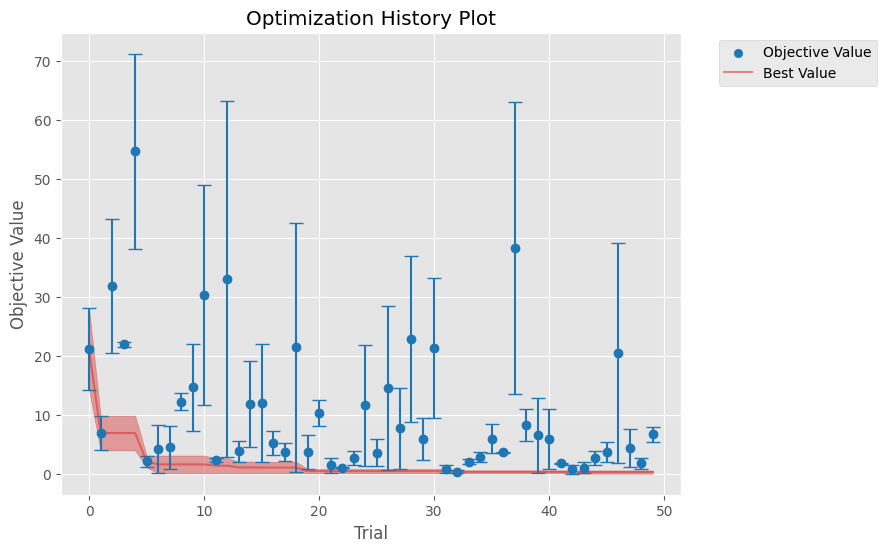 Optimization History Plot
Objective Value
Best Value
Objective Value
70
60
50
40
30
20
10
0
0 10 20 30 40 50
Trial